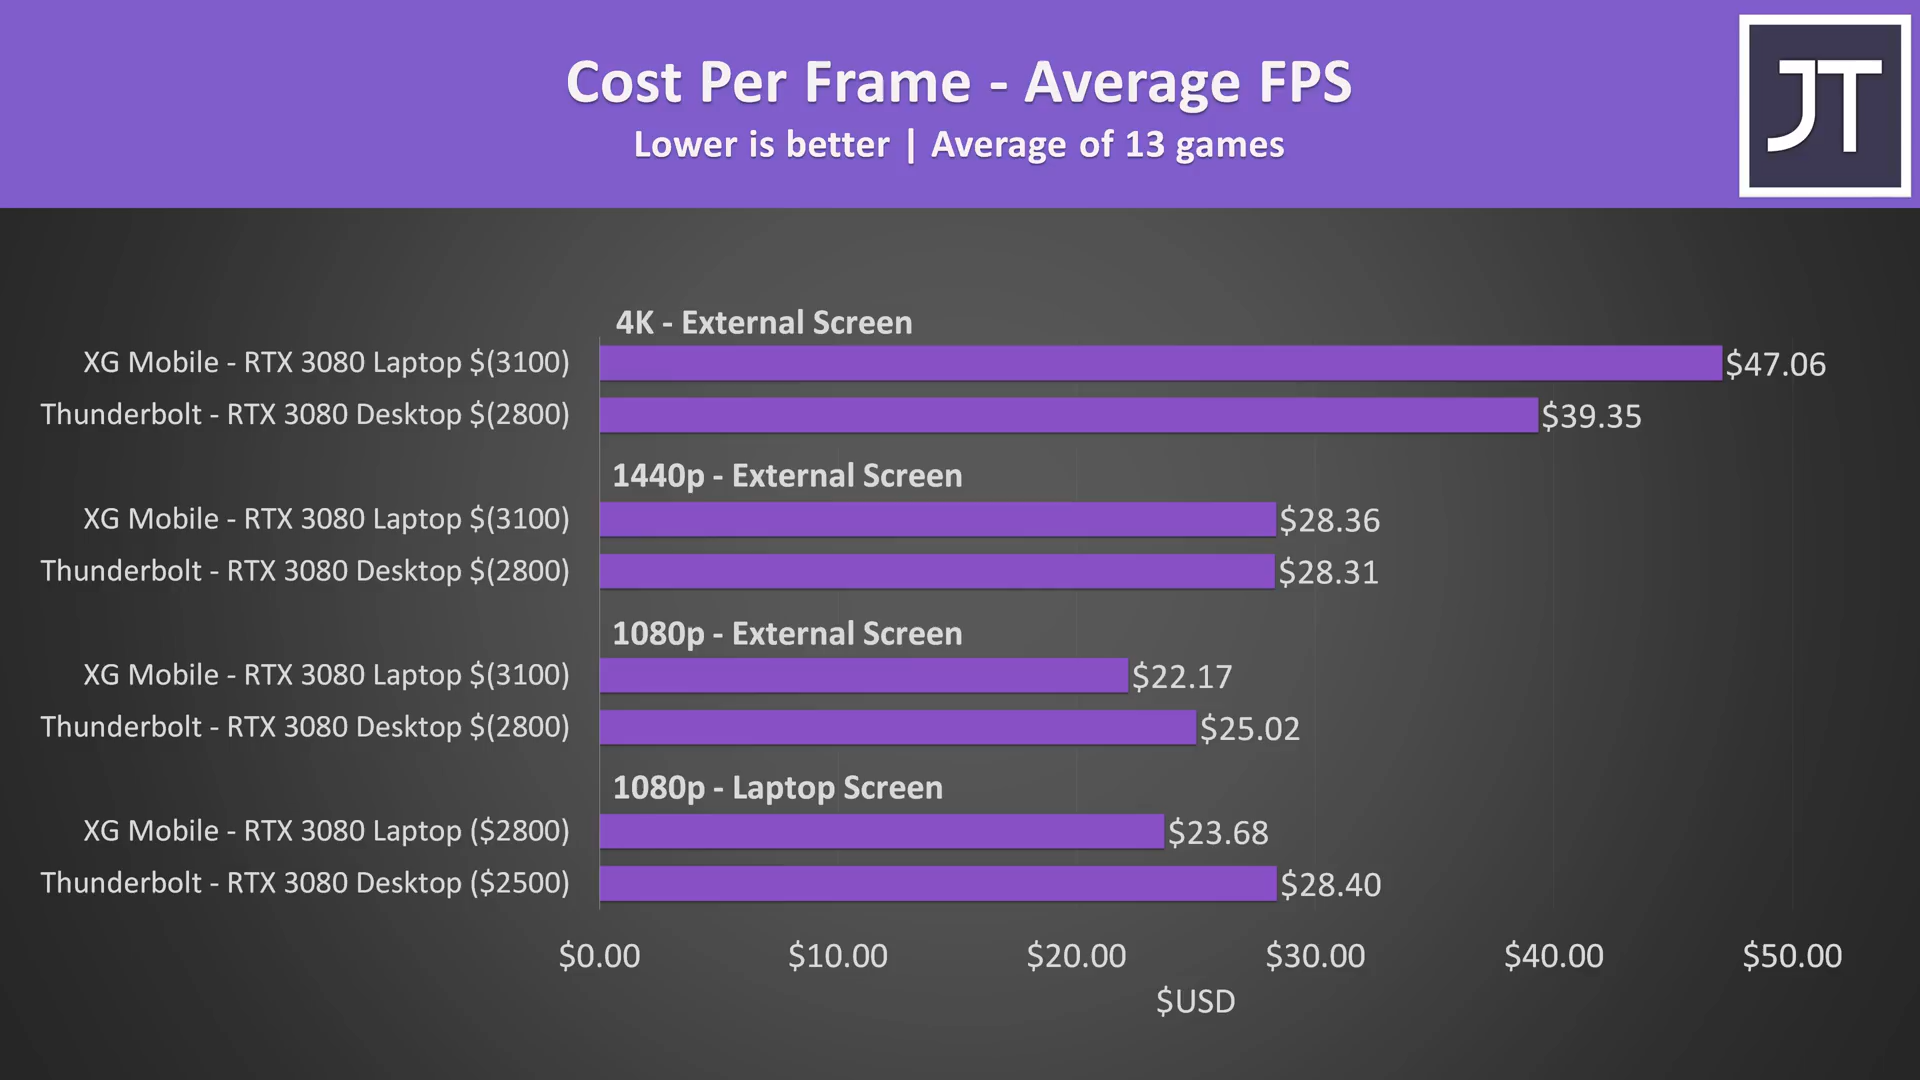 Cost Per Frame - Average FPS
Lower is better | Average of 13 games
JT
4K - External Screen
XG Mobile - RTX 3080 Laptop $(3100)
$47.06
Thunderbolt - RTX 3080 Desktop $(2800)
$39.35
1440p - External Screen
XG Mobile - RTX 3080 Laptop $(3100)
$28.36
Thunderbolt - RTX 3080 Desktop $(2800)
$28.31
1080p - External Screen
XG Mobile - RTX 3080 Laptop $(3100)
$22.17
Thunderbolt - RTX 3080 Desktop $(2800)
$25.02
1080p - Laptop Screen
XG Mobile - RTX 3080 Laptop ($2800)
$23.68
Thunderbolt - RTX 3080 Desktop ($2500)
$28.40
$0.00 $10.00 $20.00 $30.00 $40.00 $50.00
$USD